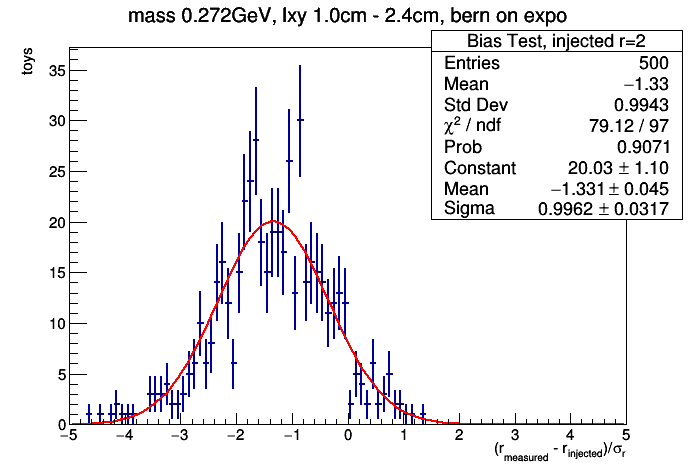 mass 0.272GeV, lxy 1.0cm - 2.4cm, bern on expo
Bias Test, injected r=2
Entries 500
Mean −1.33
Std Dev 0.9943
χ² / ndf 79.12 / 97
Prob 0.9071
Constant 20.03 ± 1.10
Mean −1.331 ± 0.045
Sigma 0.9962 ± 0.0317
toys
35
30
25
20
15
10
5
0
−5 −4 −3 −2 −1 0 1 2 3 4 5
(r_measured - r_injected)/σ_r